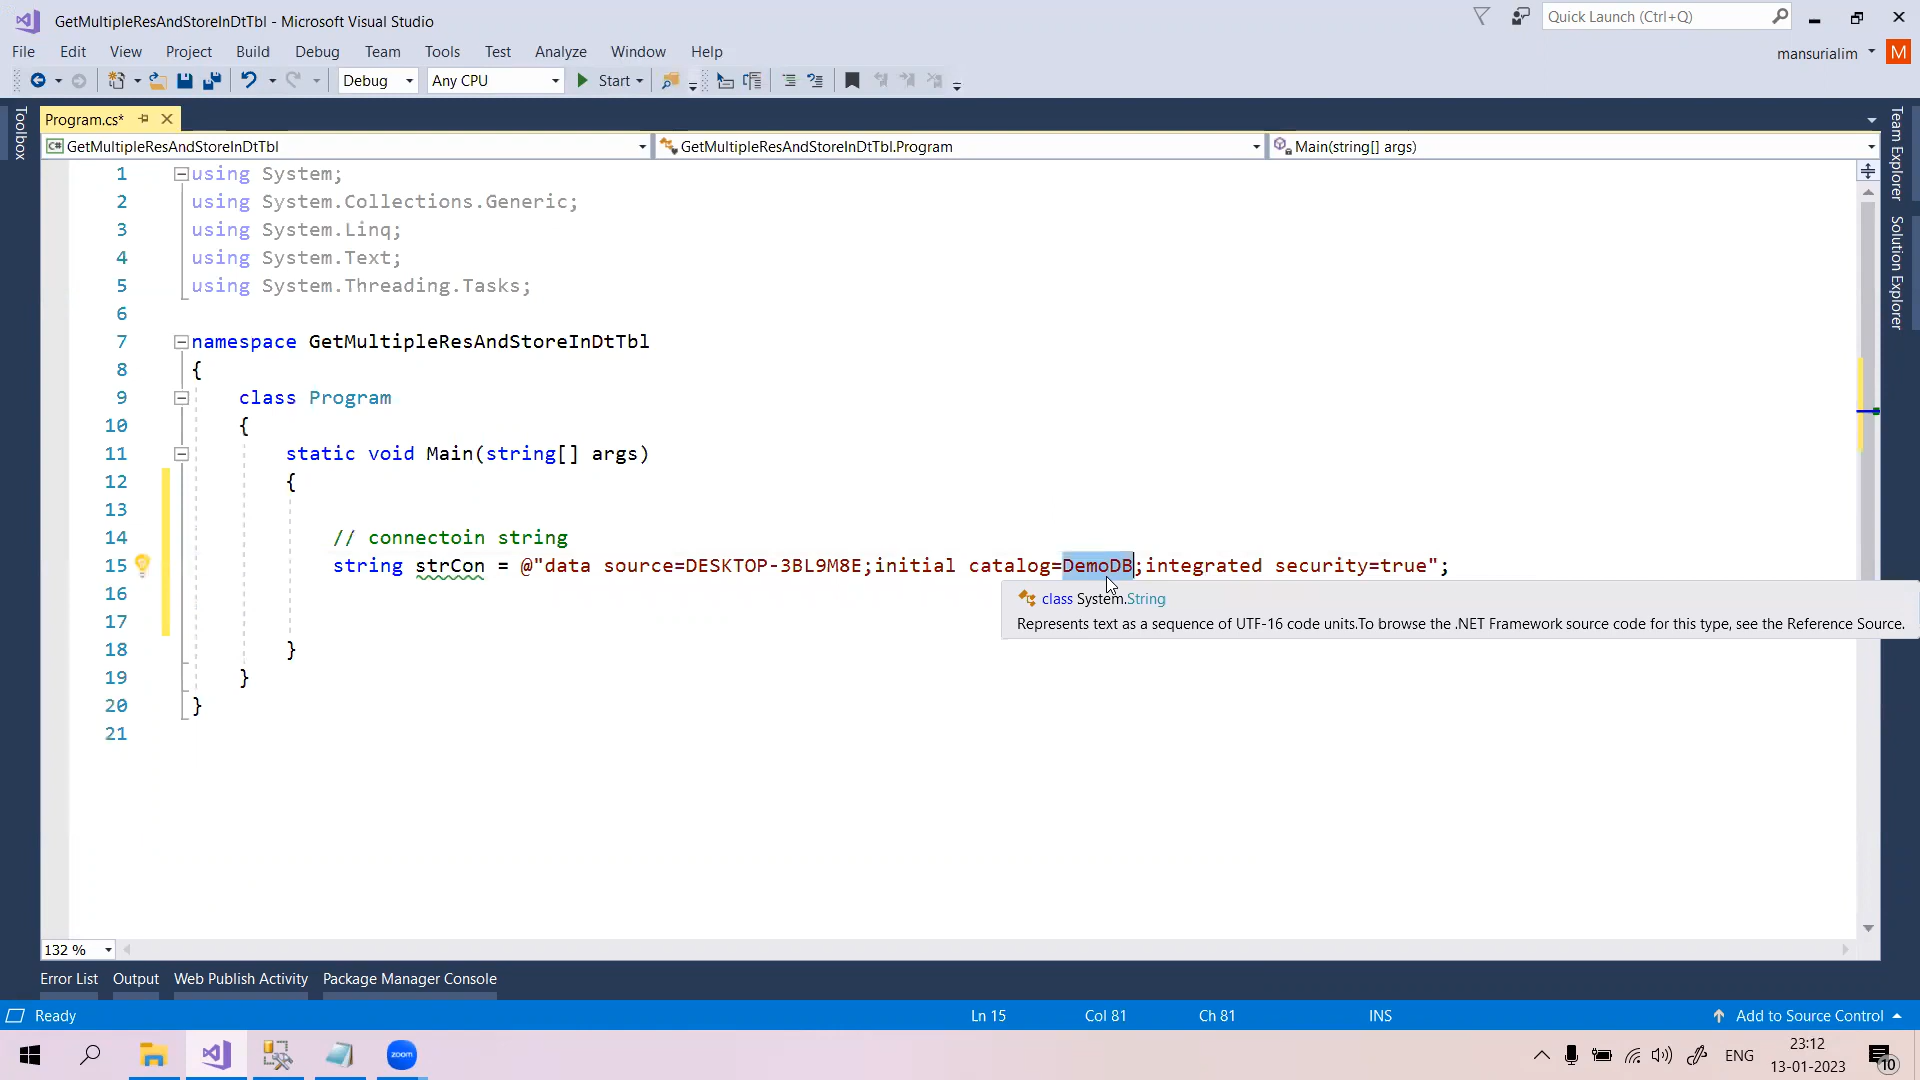 GetMultipleResAndStoreInDtTbl - Microsoft Visual Studio
Quick Launch (Ctrl+Q)
File Edit View Project Build Debug Team Tools Test Analyze Window Help
mansurialim M
Debug Any CPU Start
Toolbox
Program.cs*
Team Explorer
Solution Explorer
GetMultipleResAndStoreInDtTbl GetMultipleResAndStoreInDtTbl.Program Main(string[] args)
1 using System;
2 using System.Collections.Generic;
3 using System.Linq;
4 using System.Text;
5 using System.Threading.Tasks;
6
7 namespace GetMultipleResAndStoreInDtTbl
8 {
9 class Program
10 {
11 static void Main(string[] args)
12 {
13
14 // connectoin string
15 string strCon = @"data source=DESKTOP-3BL9M8E;initial catalog=DemoDB;integrated security=true";
16
class System.String
17
Represents text as a sequence of UTF-16 code units.To browse the .NET Framework source code for this type, see the Reference Source.
18 }
19 }
20 }
21
132 %
Error List Output Web Publish Activity Package Manager Console
Ready Ln 15 Col 81 Ch 81 INS Add to Source Control
zoom
ENG
23:12
13-01-2023
10